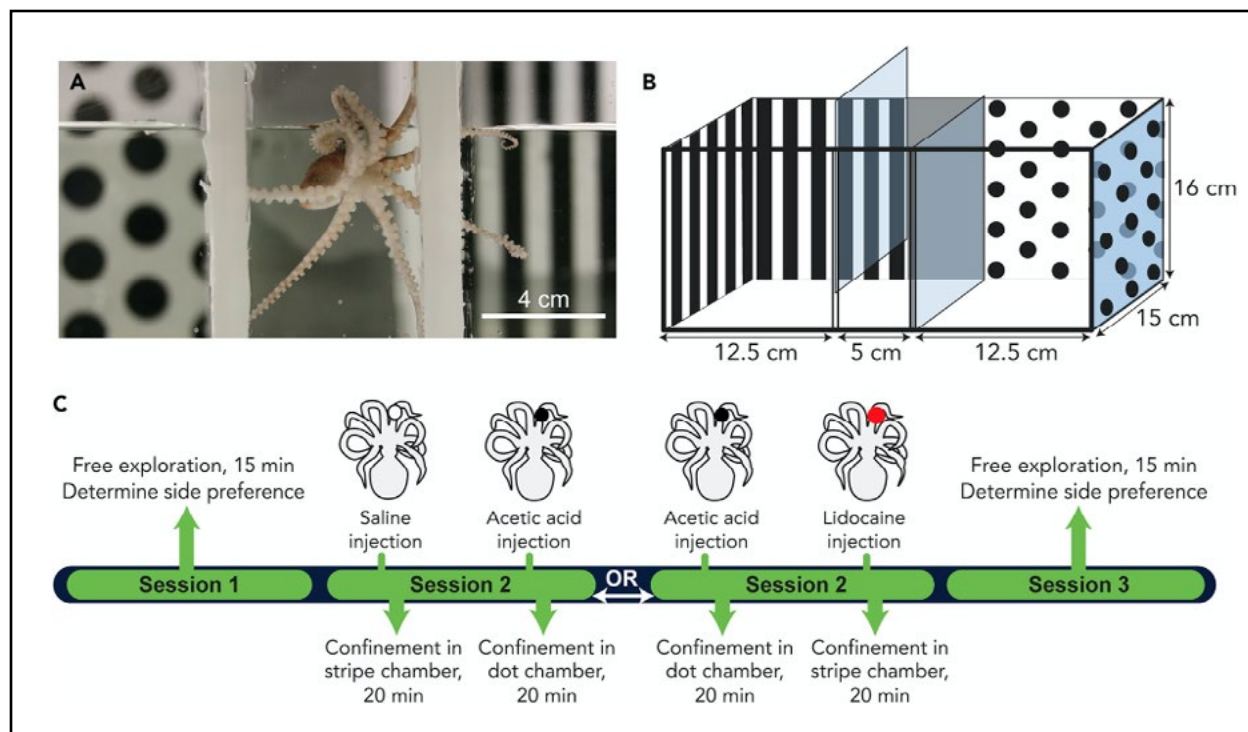 A
4 cm
B
16 cm
15 cm
12.5 cm
5 cm
12.5 cm
C
Free exploration, 15 min
Determine side preference
Saline
injection
Acetic acid
injection
Acetic acid
injection
Lidocaine
injection
Free exploration, 15 min
Determine side preference
Session 1
Session 2
OR
Session 2
Session 3
Confinement in
stripe chamber,
20 min
Confinement in
dot chamber,
20 min
Confinement in
dot chamber,
20 min
Confinement in
stripe chamber,
20 min